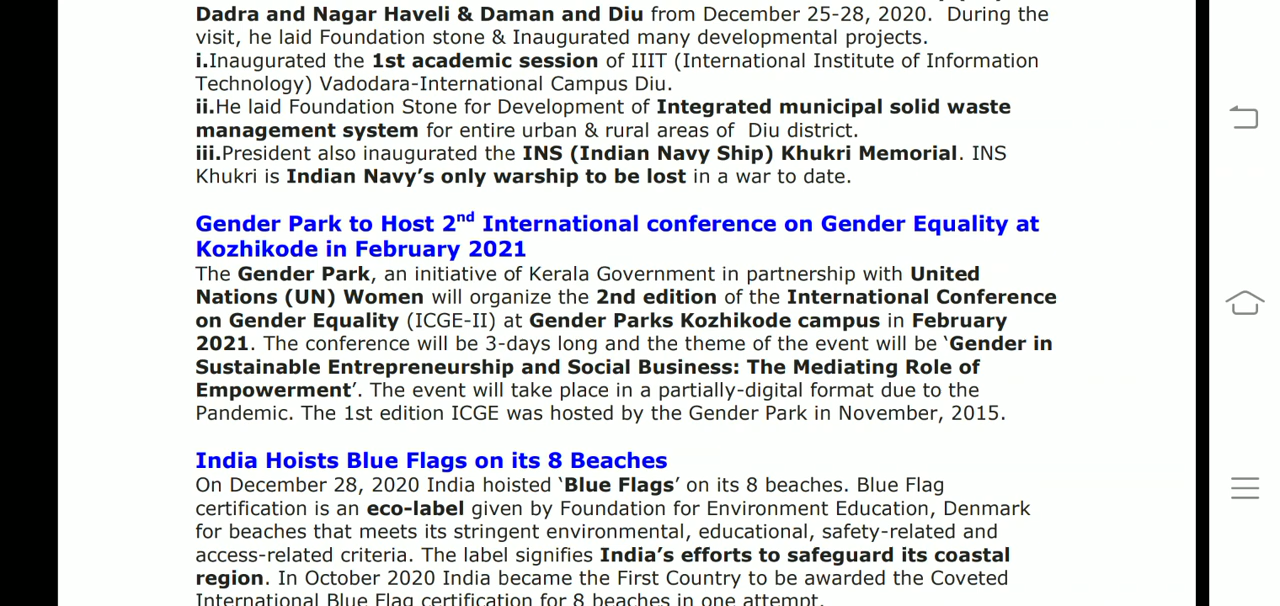 Dadra and Nagar Haveli & Daman and Diu from December 25-28, 2020.  During the
visit, he laid Foundation stone & Inaugurated many developmental projects.
i.Inaugurated the 1st academic session of IIIT (International Institute of Information
Technology) Vadodara-International Campus Diu.
ii.He laid Foundation Stone for Development of Integrated municipal solid waste
management system for entire urban & rural areas of  Diu district.
iii.President also inaugurated the INS (Indian Navy Ship) Khukri Memorial. INS
Khukri is Indian Navy's only warship to be lost in a war to date.
Gender Park to Host 2nd International conference on Gender Equality at
Kozhikode in February 2021
The Gender Park, an initiative of Kerala Government in partnership with United
Nations (UN) Women will organize the 2nd edition of the International Conference
on Gender Equality (ICGE-II) at Gender Parks Kozhikode campus in February
2021. The conference will be 3-days long and the theme of the event will be ‛Gender in
Sustainable Entrepreneurship and Social Business: The Mediating Role of
Empowerment’. The event will take place in a partially-digital format due to the
Pandemic. The 1st edition ICGE was hosted by the Gender Park in November, 2015.
India Hoists Blue Flags on its 8 Beaches
On December 28, 2020 India hoisted ‛Blue Flags’ on its 8 beaches. Blue Flag
certification is an eco-label given by Foundation for Environment Education, Denmark
for beaches that meets its stringent environmental, educational, safety-related and
access-related criteria. The label signifies India’s efforts to safeguard its coastal
region. In October 2020 India became the First Country to be awarded the Coveted
International Blue Flag certification for 8 beaches in one attempt.